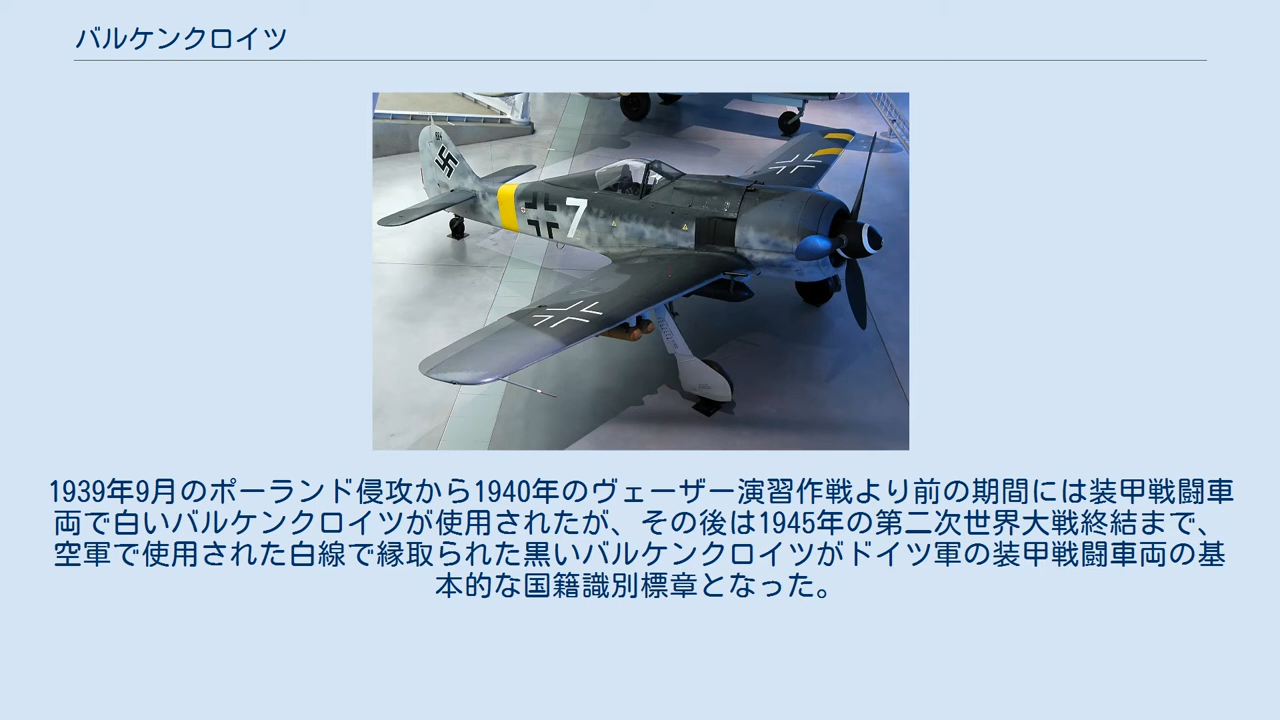 バルケンクロイツ
7
1939年9月のポーランド侵攻から1940年のヴェーザー演習作戦より前の期間には装甲戦闘車
両で白いバルケンクロイツが使用されたが、その後は1945年の第二次世界大戦終結まで、
空軍で使用された白線で縁取られた黒いバルケンクロイツがドイツ軍の装甲戦闘車両の基
本的な国籍識別標章となった。